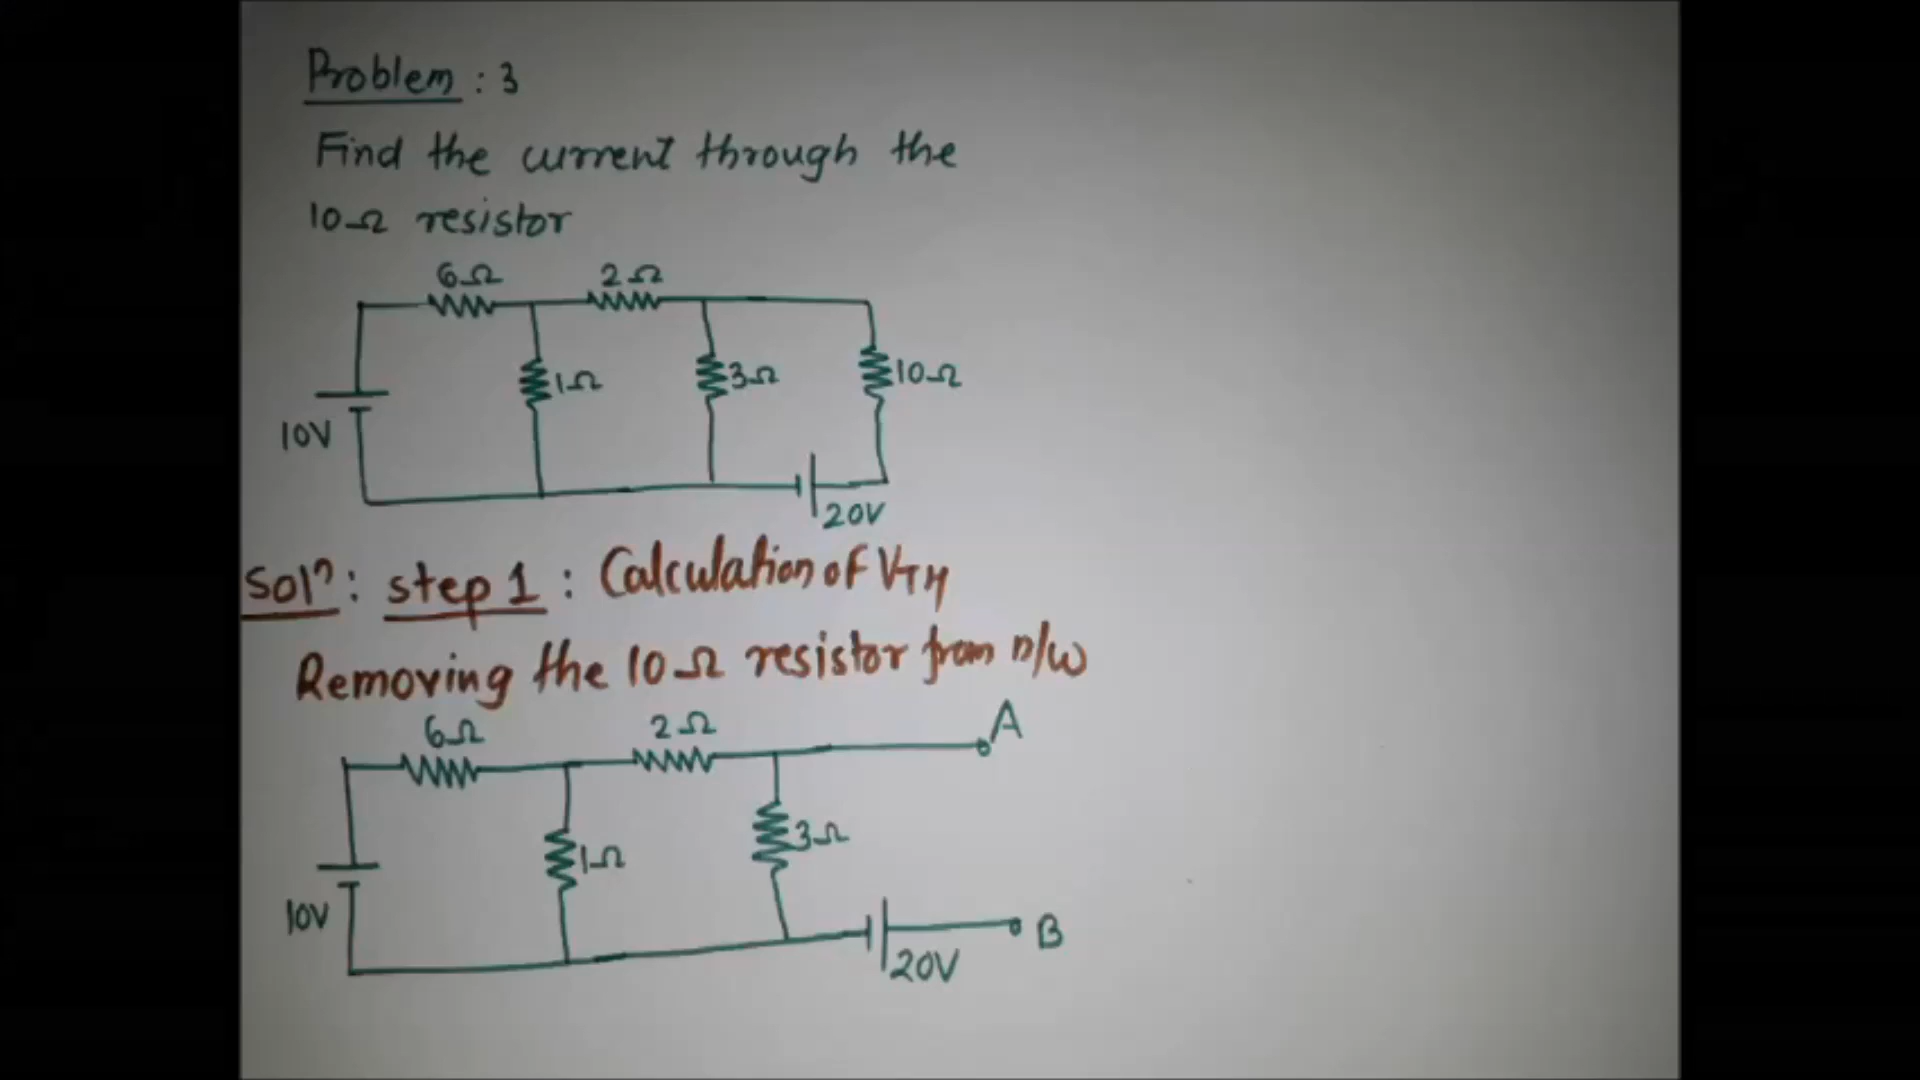 Problem : 3
Find the current through the
10Ω resistor
6Ω 2Ω
1Ω 3Ω 10Ω
10V
20V
Solⁿ: step 1 : Calculation of VTH
Removing the 10Ω resistor from n/w
6Ω 2Ω A
1Ω 3Ω
10V B
20V